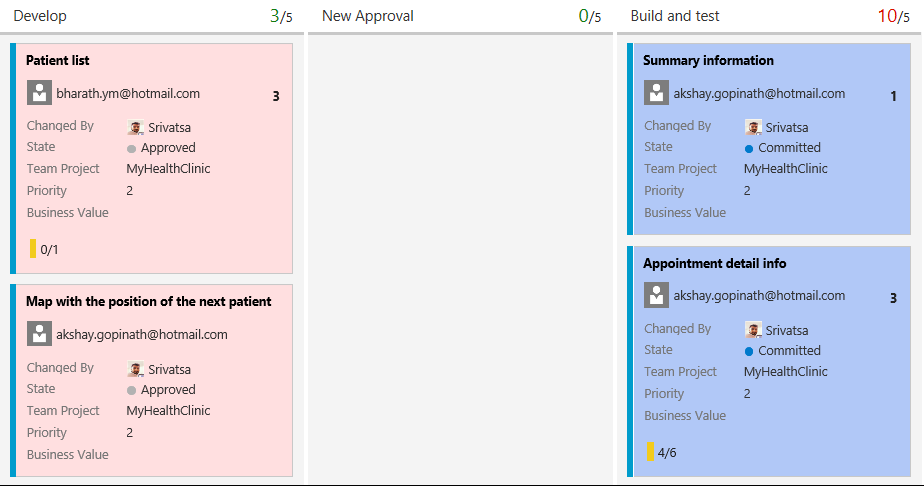 Develop 3/5
Patient list
bharath.ym@hotmail.com 3
Changed By Srivatsa
State Approved
Team Project MyHealthClinic
Priority 2
Business Value
0/1
Map with the position of the next patient
akshay.gopinath@hotmail.com
Changed By Srivatsa
State Approved
Team Project MyHealthClinic
Priority 2
Business Value
New Approval 0/5
Build and test 10/5
Summary information
akshay.gopinath@hotmail.com 1
Changed By Srivatsa
State Committed
Team Project MyHealthClinic
Priority 2
Business Value
Appointment detail info
akshay.gopinath@hotmail.com 3
Changed By Srivatsa
State Committed
Team Project MyHealthClinic
Priority 2
Business Value
4/6